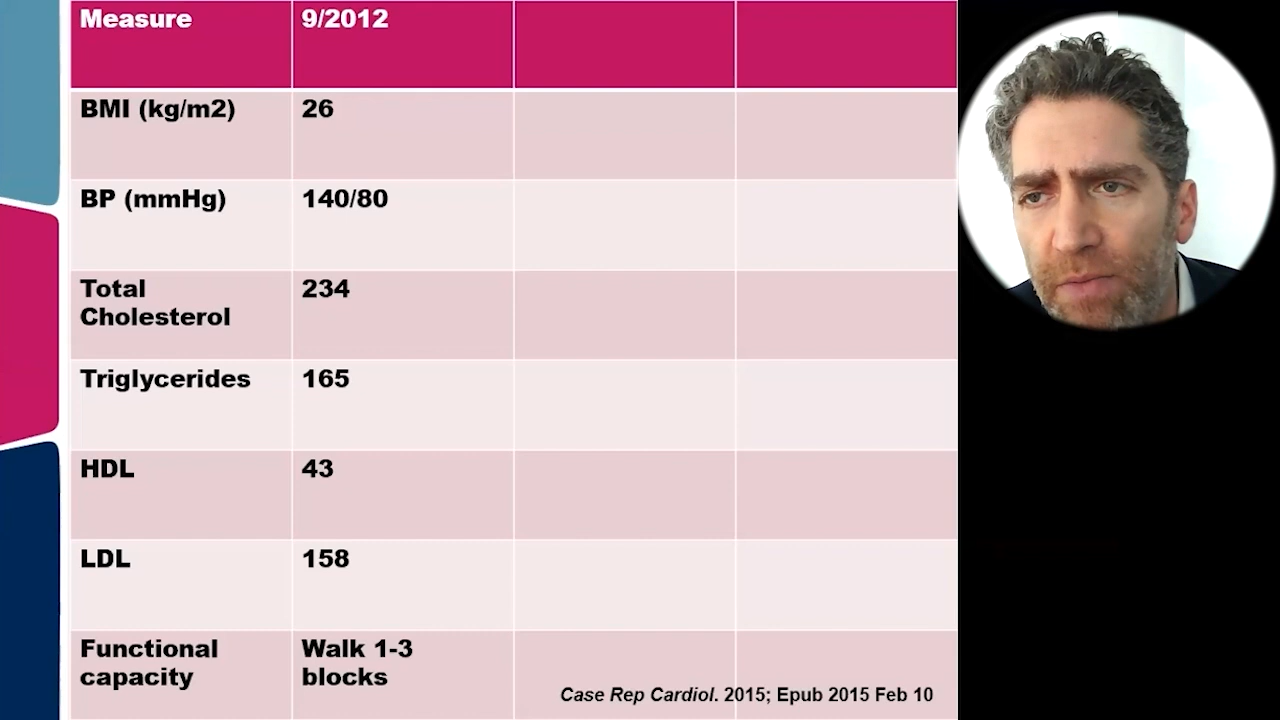 Measure 9/2012
BMI (kg/m2) 26
BP (mmHg) 140/80
Total 234
Cholesterol
Triglycerides 165
HDL 43
LDL 158
Functional Walk 1-3
capacity blocks
Case Rep Cardiol. 2015; Epub 2015 Feb 10